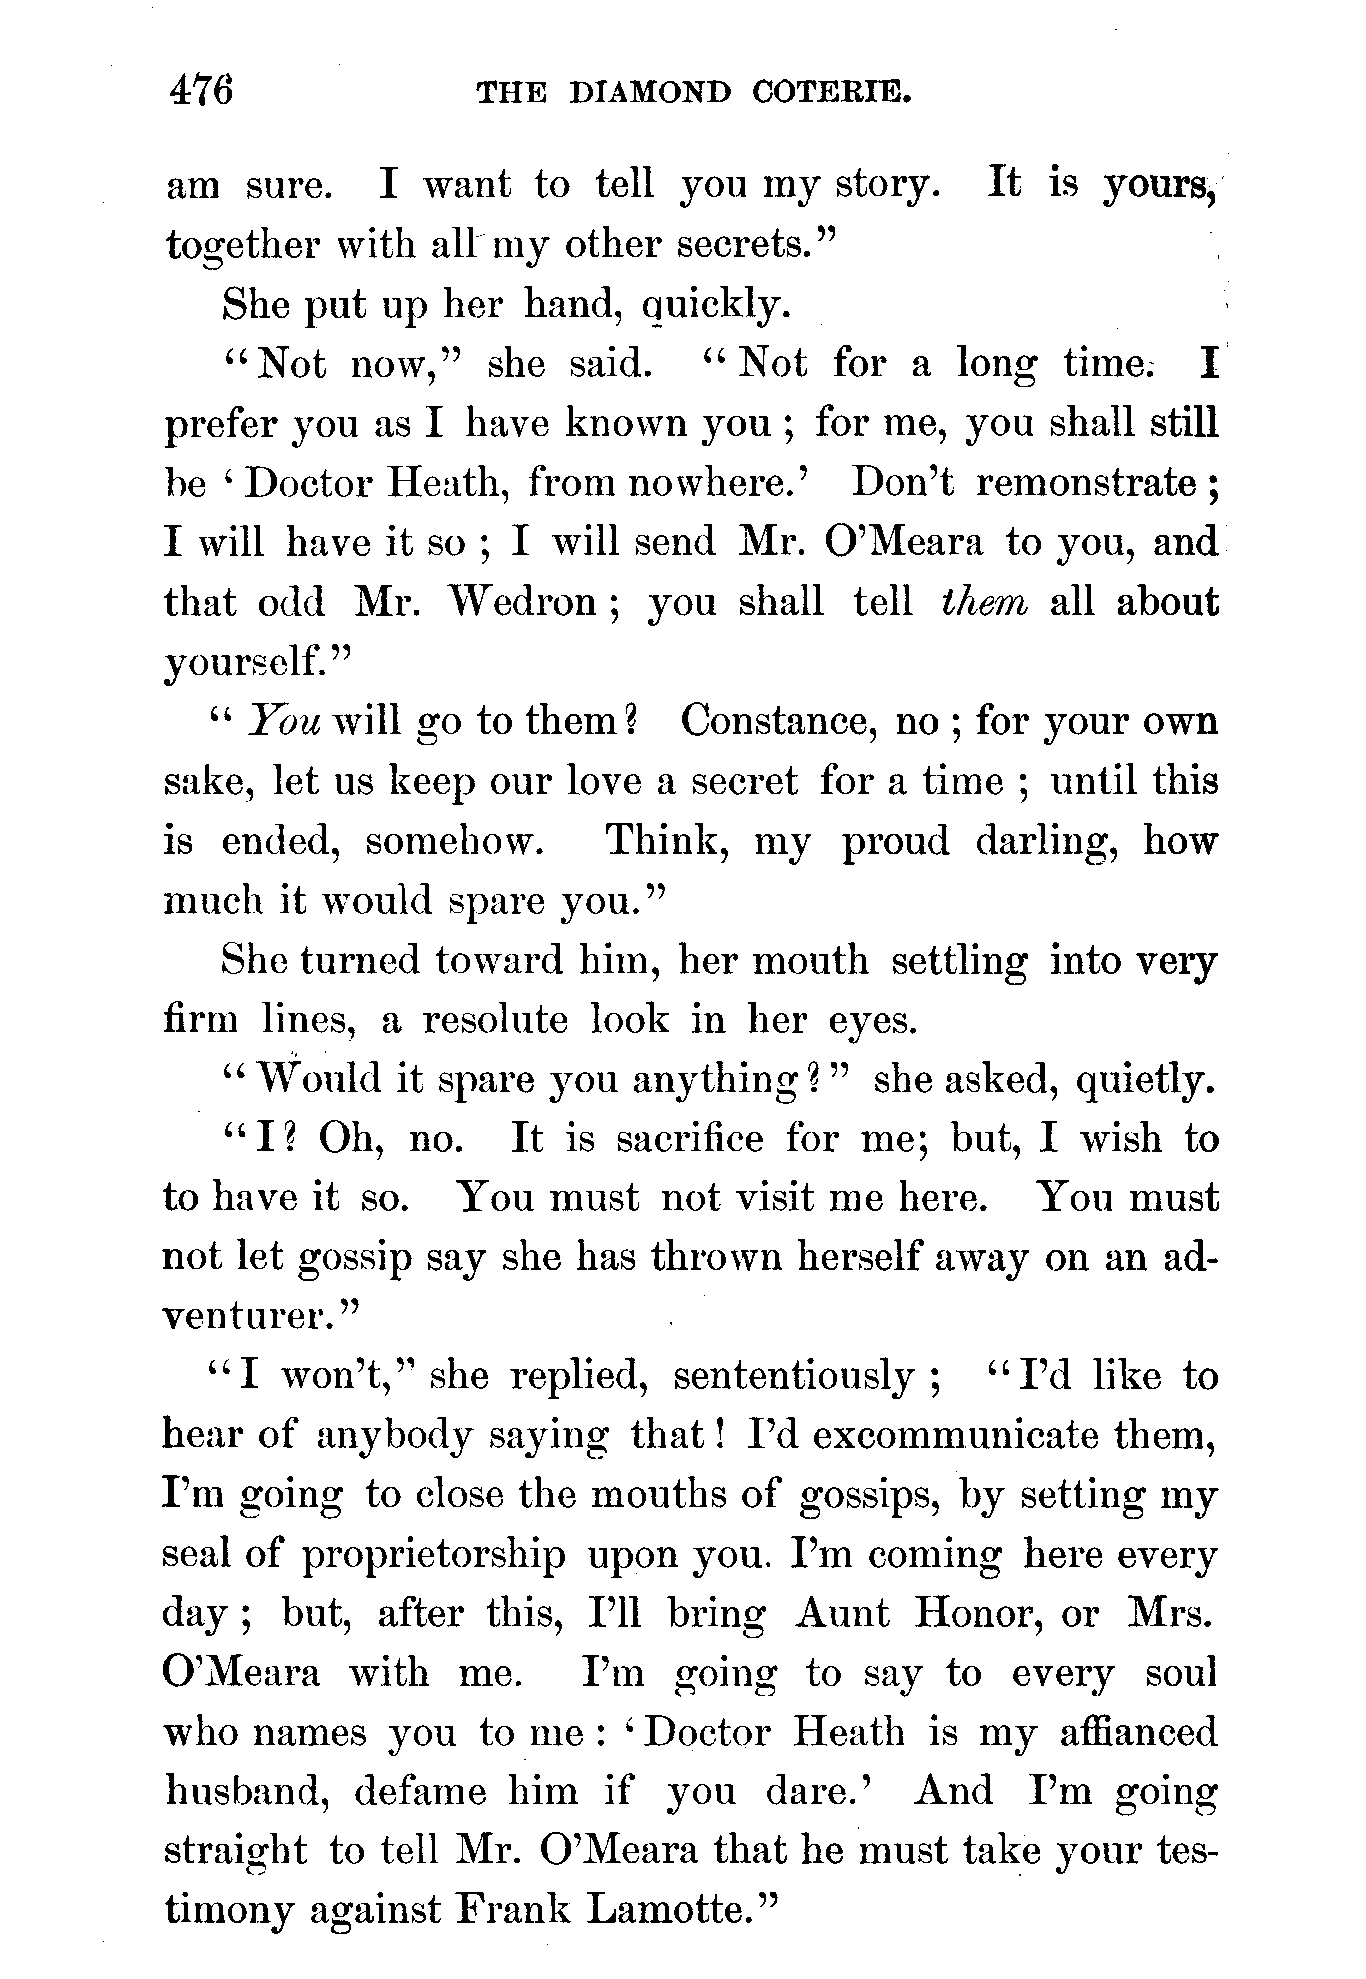 476 THE DIAMOND COTERIE.
am sure. I want to tell you my story. It is yours,
together with all my other secrets."
She put up her hand, quickly.
"Not now," she said. "Not for a long time. I
prefer you as I have known you; for me, you shall still
be 'Doctor Heath, from nowhere.' Don't remonstrate;
I will have it so; I will send Mr. O'Meara to you, and
that odd Mr. Wedron; you shall tell them all about
yourself."
"You will go to them? Constance, no; for your own
sake, let us keep our love a secret for a time; until this
is ended, somehow. Think, my proud darling, how
much it would spare you."
She turned toward him, her mouth settling into very
firm lines, a resolute look in her eyes.
"Would it spare you anything?" she asked, quietly.
"I? Oh, no. It is sacrifice for me; but, I wish to
to have it so. You must not visit me here. You must
not let gossip say she has thrown herself away on an ad-
venturer."
"I won't," she replied, sententiously; "I'd like to
hear of anybody saying that! I'd excommunicate them,
I'm going to close the mouths of gossips, by setting my
seal of proprietorship upon you. I'm coming here every
day; but, after this, I'll bring Aunt Honor, or Mrs.
O'Meara with me. I'm going to say to every soul
who names you to me: 'Doctor Heath is my affianced
husband, defame him if you dare.' And I'm going
straight to tell Mr. O'Meara that he must take your tes-
timony against Frank Lamotte."